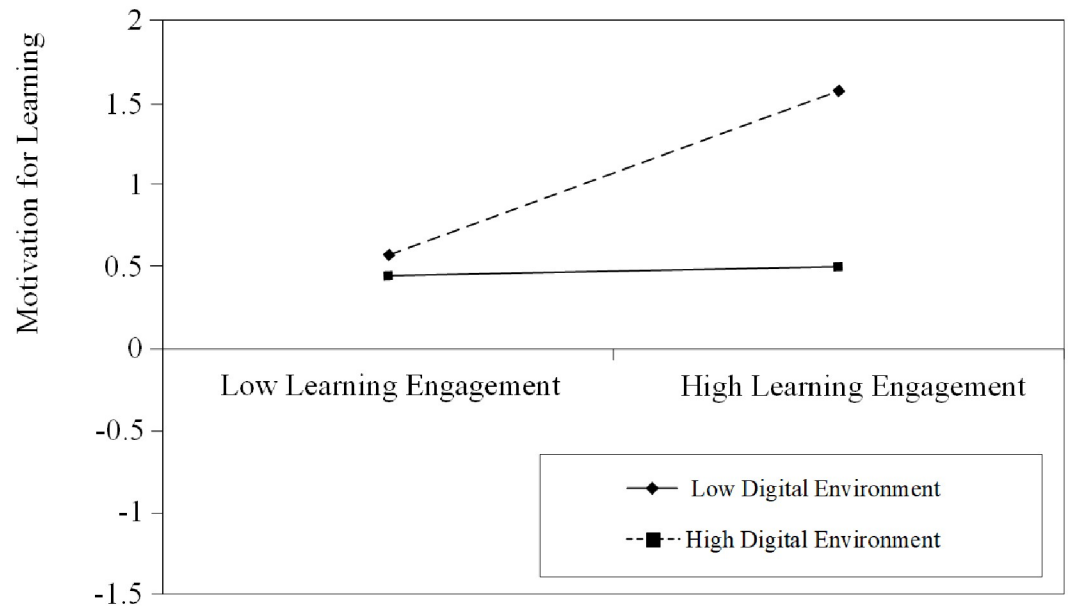 Motivation for Learning
2
1.5
1
0.5
0
-0.5
-1
-1.5
Low Learning Engagement
High Learning Engagement
Low Digital Environment
High Digital Environment